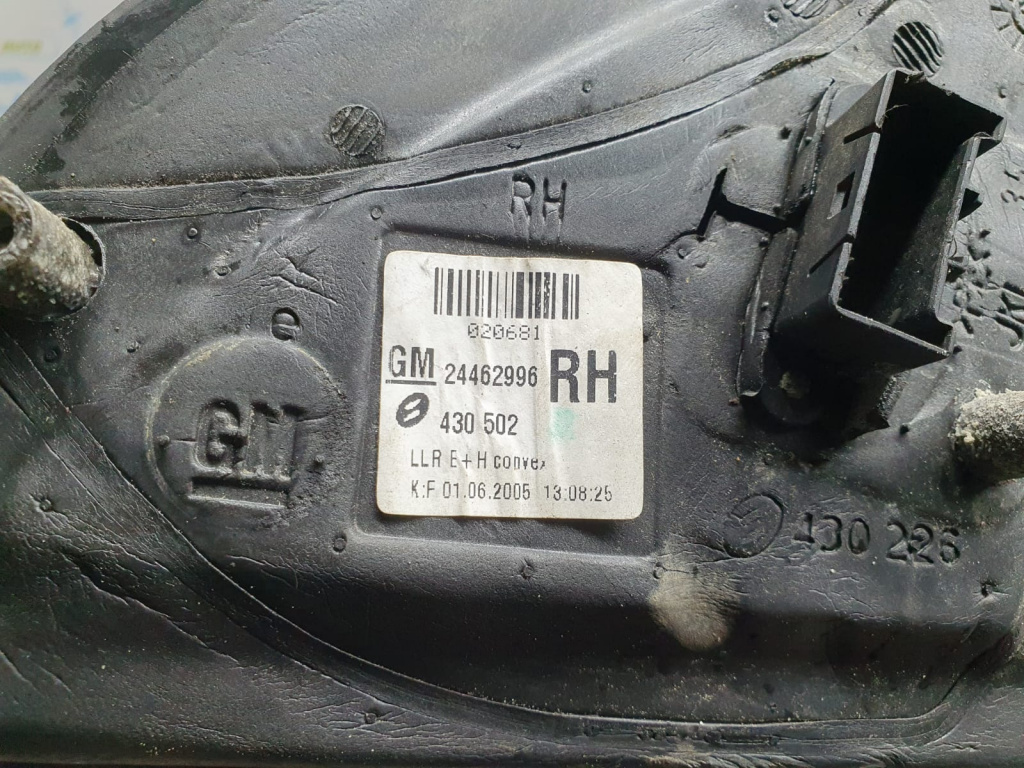 RH
020681
GM 24462996 RH
430 502
LLR E+H convex
K:F 01.06.2005 13:08:25
e
GM
430 226